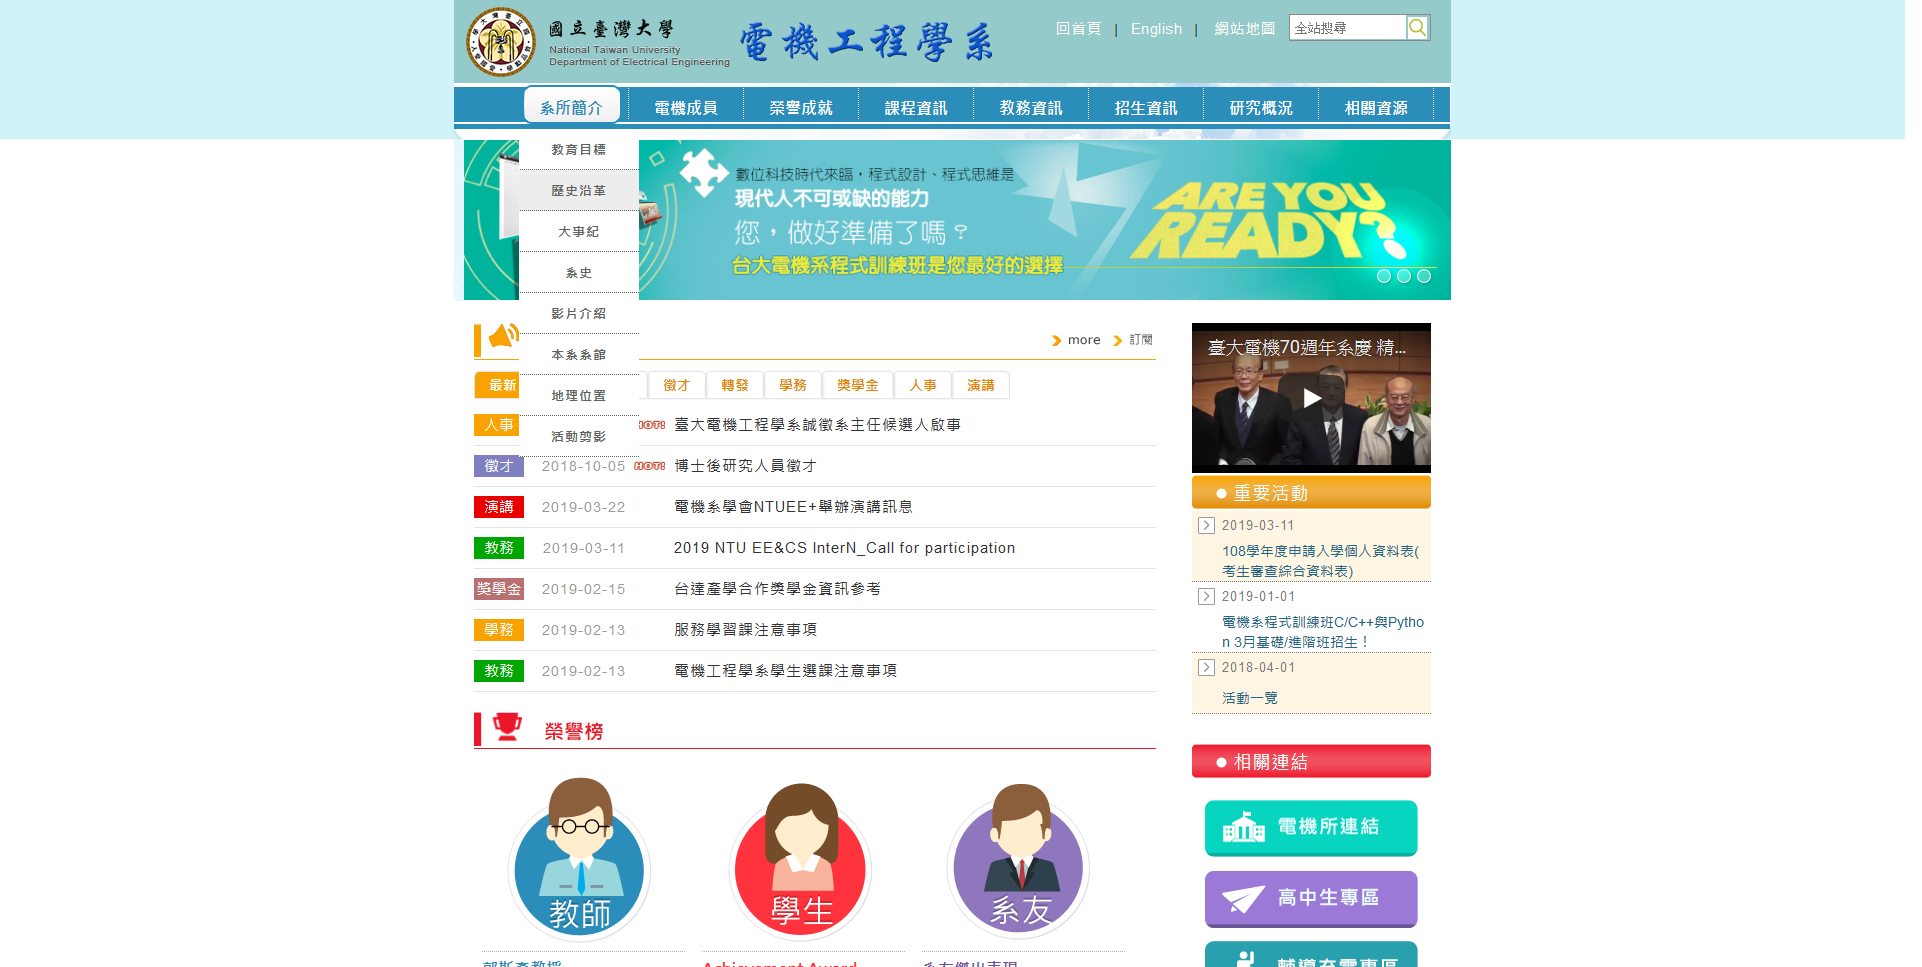 國立臺灣大學
National Taiwan University
Department of Electrical Engineering
電機工程學系
回首頁 | English | 網站地圖
全站搜尋
系所簡介 電機成員 榮譽成就 課程資訊 教務資訊 招生資訊 研究概況 相關資源
教育目標
歷史沿革
大事紀
系史
影片介紹
本系系館
地理位置
活動剪影
數位科技時代來臨，程式設計、程式思維是
現代人不可或缺的能力
您，做好準備了嗎？
台大電機系程式訓練班是您最好的選擇
ARE YOU
READY?
more 訂閱
最新 徵才 轉發 學務 獎學金 人事 演講
人事 HOT! 臺大電機工程學系誠徵系主任候選人啟事
徵才 2018-10-05 HOT! 博士後研究人員徵才
演講 2019-03-22 電機系學會NTUEE+舉辦演講訊息
教務 2019-03-11 2019 NTU EE&CS InterN_Call for participation
獎學金 2019-02-15 台達產學合作獎學金資訊參考
學務 2019-02-13 服務學習課注意事項
教務 2019-02-13 電機工程學系學生選課注意事項
榮譽榜
教師
學生
系友
Achievement Award
系友傑出表現
臺大電機70週年系慶 精...
重要活動
2019-03-11
108學年度申請入學個人資料表(
考生審查綜合資料表)
2019-01-01
電機系程式訓練班C/C++與Pytho
n 3月基礎/進階班招生！
2018-04-01
活動一覽
相關連結
電機所連結
高中生專區